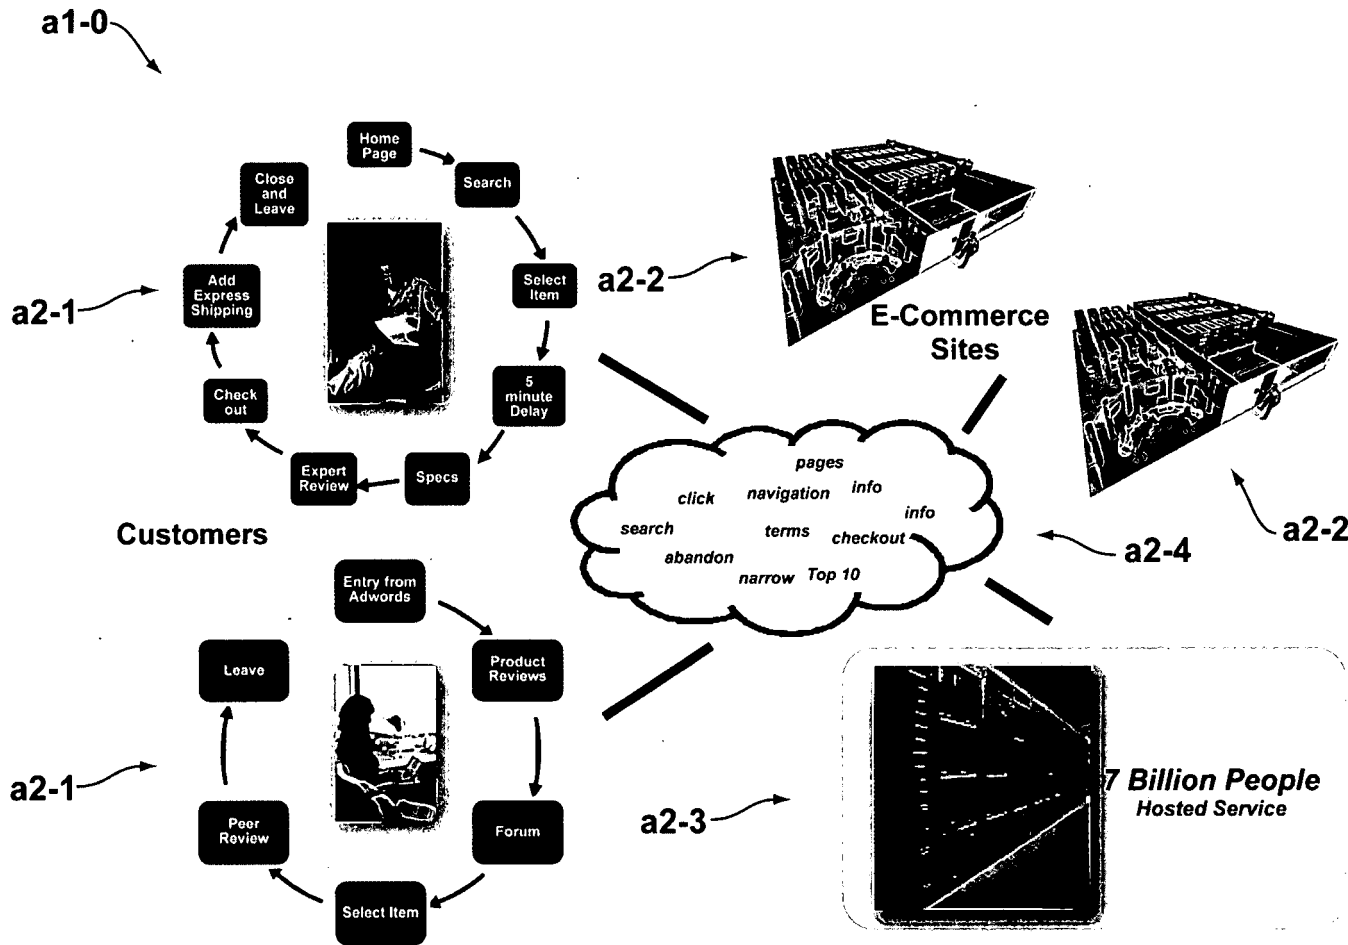 a1-0
Home
Page
Search
Select
Item
5
minute
Delay
Specs
Expert
Review
Check
out
Add
Express
Shipping
Close
and
Leave
a2-1
a2-2
E-Commerce
Sites
a2-2
pages
click
navigation
info
info
search
terms
checkout
abandon
narrow
Top 10
a2-4
Customers
Entry from
Adwords
Product
Reviews
Forum
Select Item
Peer
Review
Leave
a2-1
a2-3
7 Billion People
Hosted Service